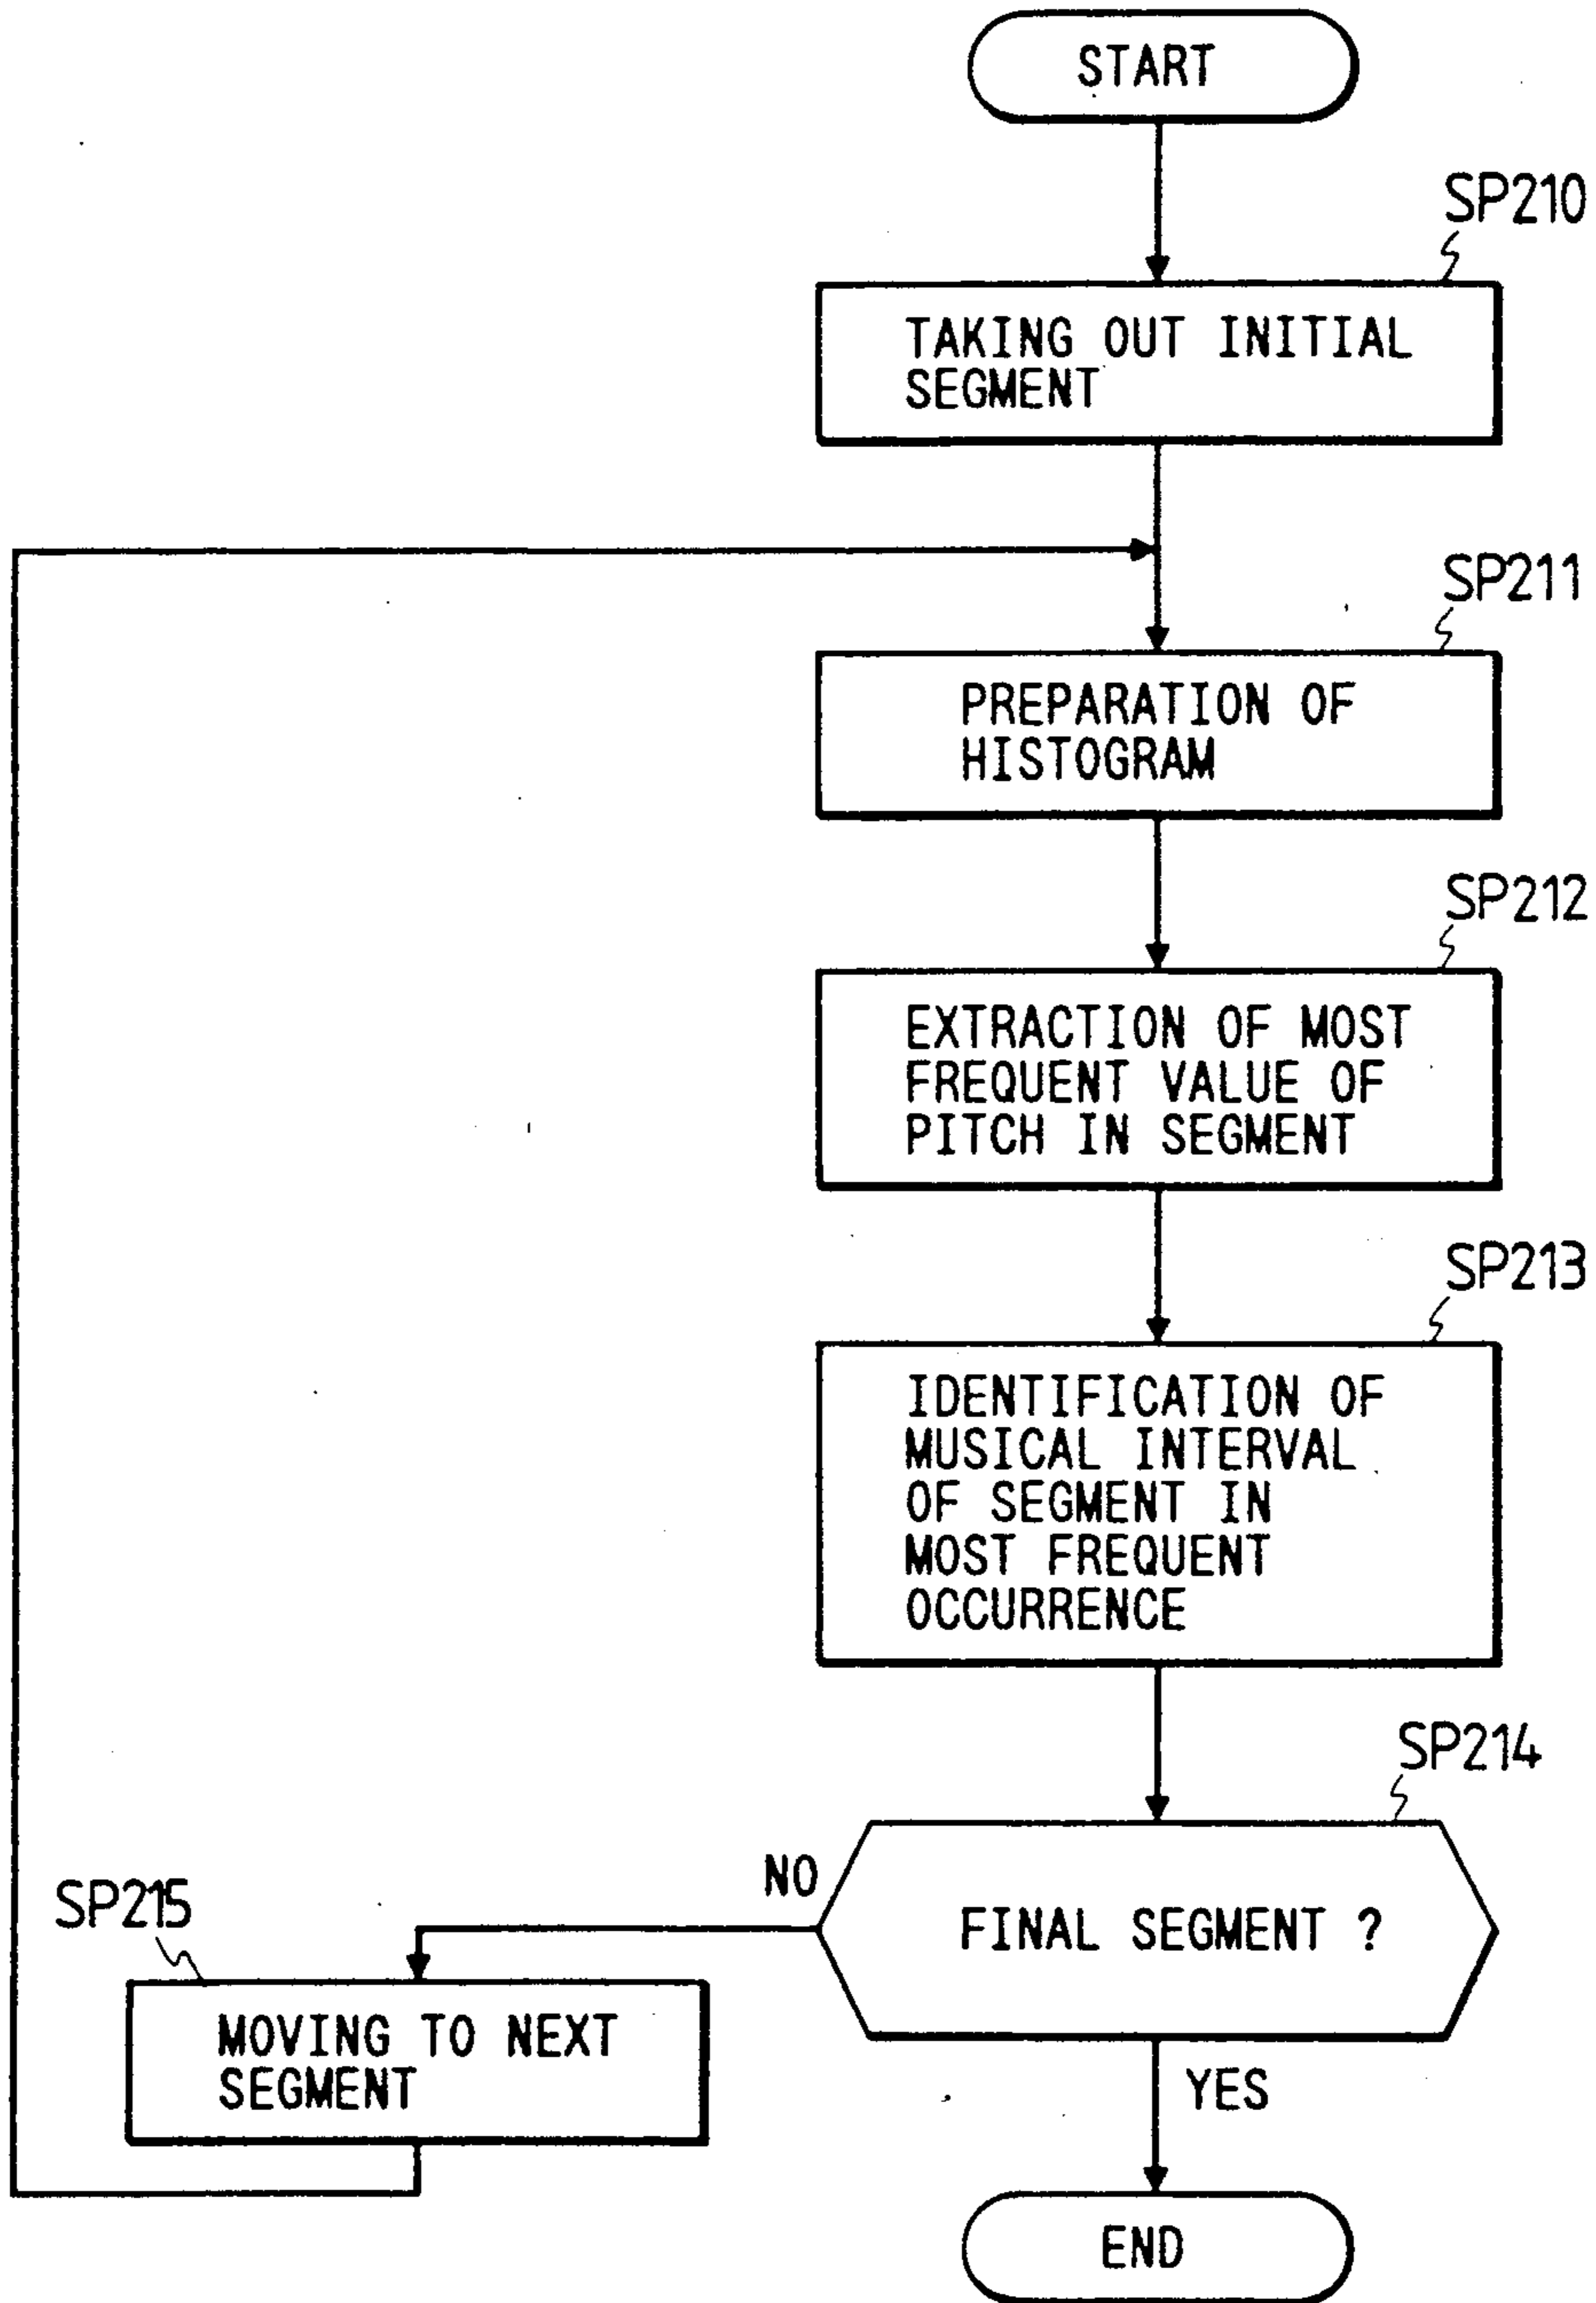 START
SP210
TAKING OUT INITIAL
SEGMENT
SP211
PREPARATION OF
HISTOGRAM
SP212
EXTRACTION OF MOST
FREQUENT VALUE OF
PITCH IN SEGMENT
SP213
IDENTIFICATION OF
MUSICAL INTERVAL
OF SEGMENT IN
MOST FREQUENT
OCCURRENCE
SP214
NO
FINAL SEGMENT ?
SP215
MOVING TO NEXT
SEGMENT
YES
END